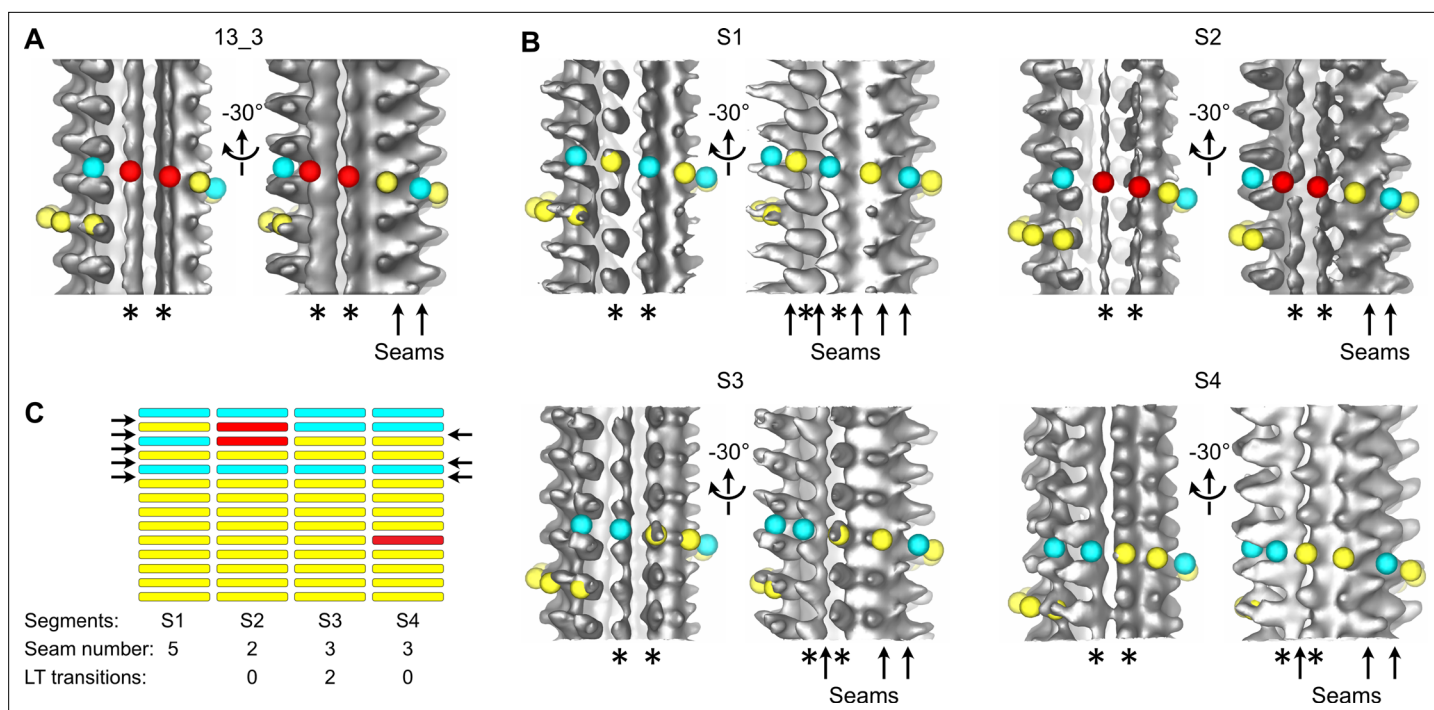 A
13_3
-30°
* *
* *
Seams
B
S1
-30°
* *
* *
Seams
S2
-30°
* *
* *
Seams
S3
-30°
* *
* *
Seams
S4
-30°
* *
* *
Seams
C
Segments: S1 S2 S3 S4
Seam number: 5 2 3 3
LT transitions: 0 2 0